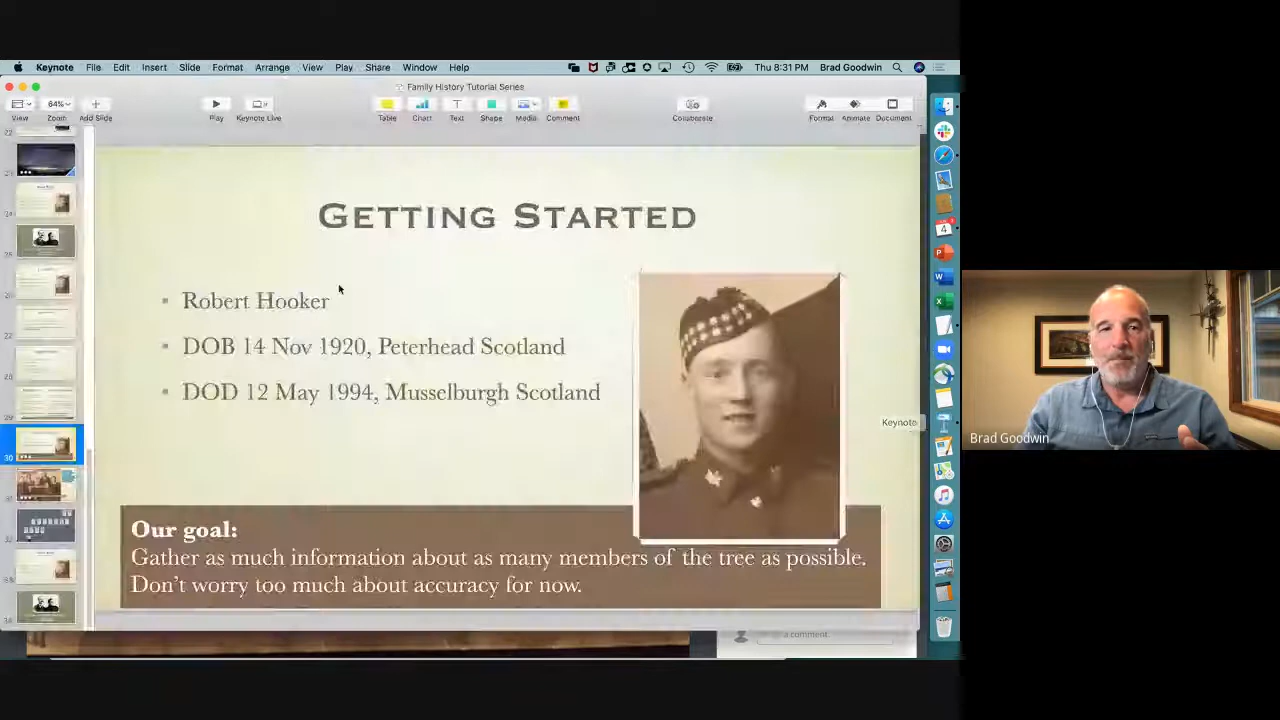 Keynote File Edit Insert Slide Format Arrange View Play Share Window Help Thu 8:31 PM Brad Goodwin
Family History Tutorial Series
64%
View Zoom Add Slide Play Keynote Live Table Chart Text Shape Media Comment Collaborate Format Animate Document
Getting Started
Robert Hooker
DOB 14 Nov 1920, Peterhead Scotland
DOD 12 May 1994, Musselburgh Scotland
Keynote
Our goal:
Gather as much information about as many members of the tree as possible.
Don't worry too much about accuracy for now.
a comment.
Brad Goodwin